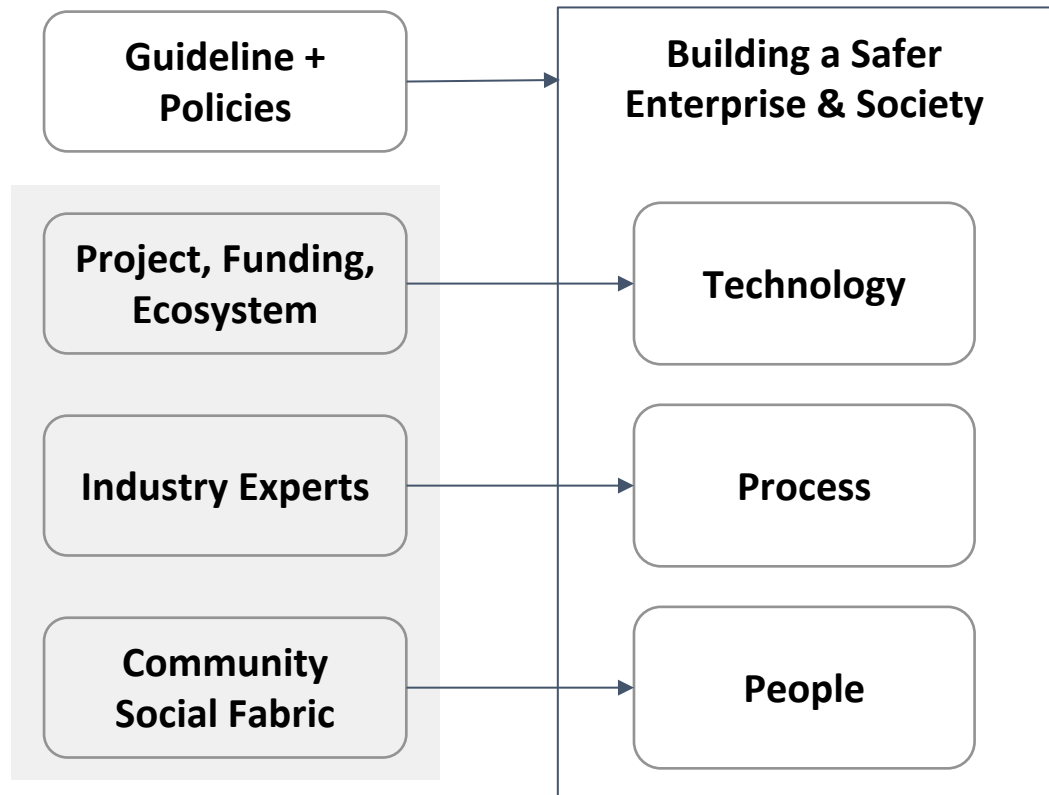 Guideline +
Policies
Building a Safer
Enterprise & Society
Project, Funding,
Ecosystem
Technology
Industry Experts
Process
Community
Social Fabric
People